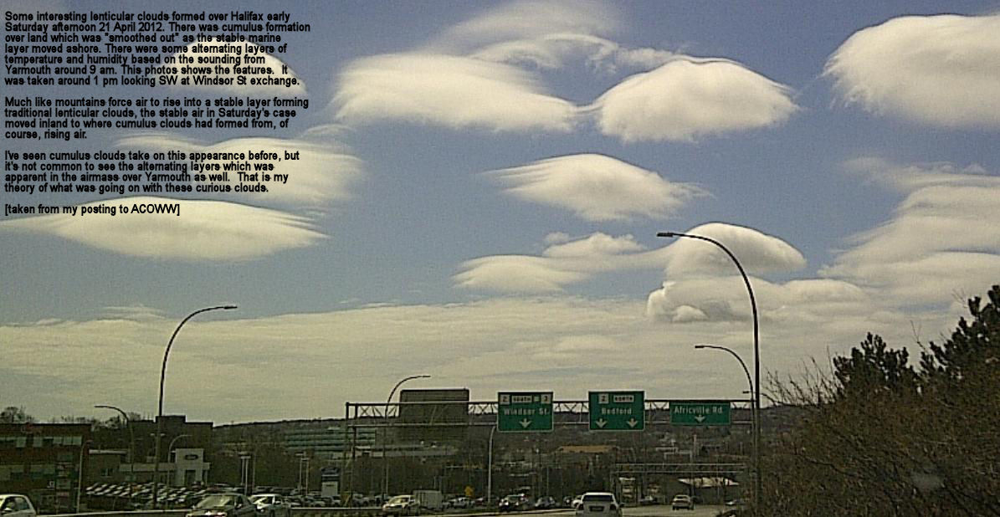 Some interesting lenticular clouds formed over Halifax early
Saturday afternoon 21 April 2012. There was cumulus formation
over land which was "smoothed out" as the stable marine
layer moved ashore. There were some alternating layers of
temperature and humidity based on the sounding from
Yarmouth around 9 am. This photos shows the features. It
was taken around 1 pm looking SW at Windsor St exchange.
Much like mountains force air to rise into a stable layer forming
traditional lenticular clouds, the stable air in Saturday's case
moved inland to where cumulus clouds had formed from, of
course, rising air.
I've seen cumulus clouds take on this appearance before, but
it's not common to see the alternating layers which was
apparent in the airmass over Yarmouth as well. That is my
theory of what was going on with these curious clouds.
[taken from my posting to ACOWW]
2 SOUTH 3
Windsor St.
2 NORTH
Bedford
Africville Rd.